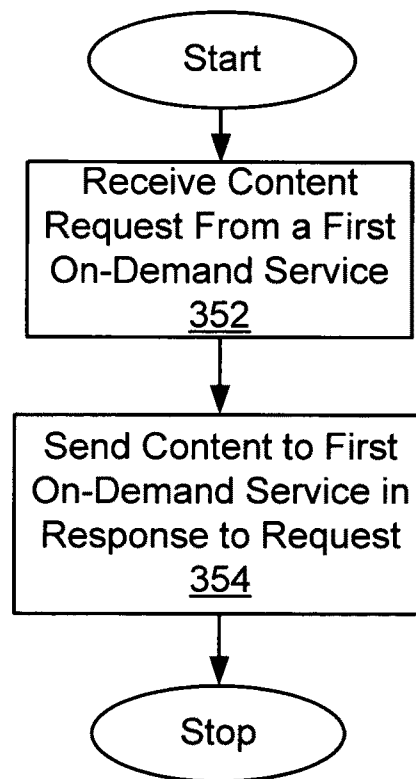 Start
Receive Content
Request From a First
On-Demand Service
352
Send Content to First
On-Demand Service in
Response to Request
354
Stop